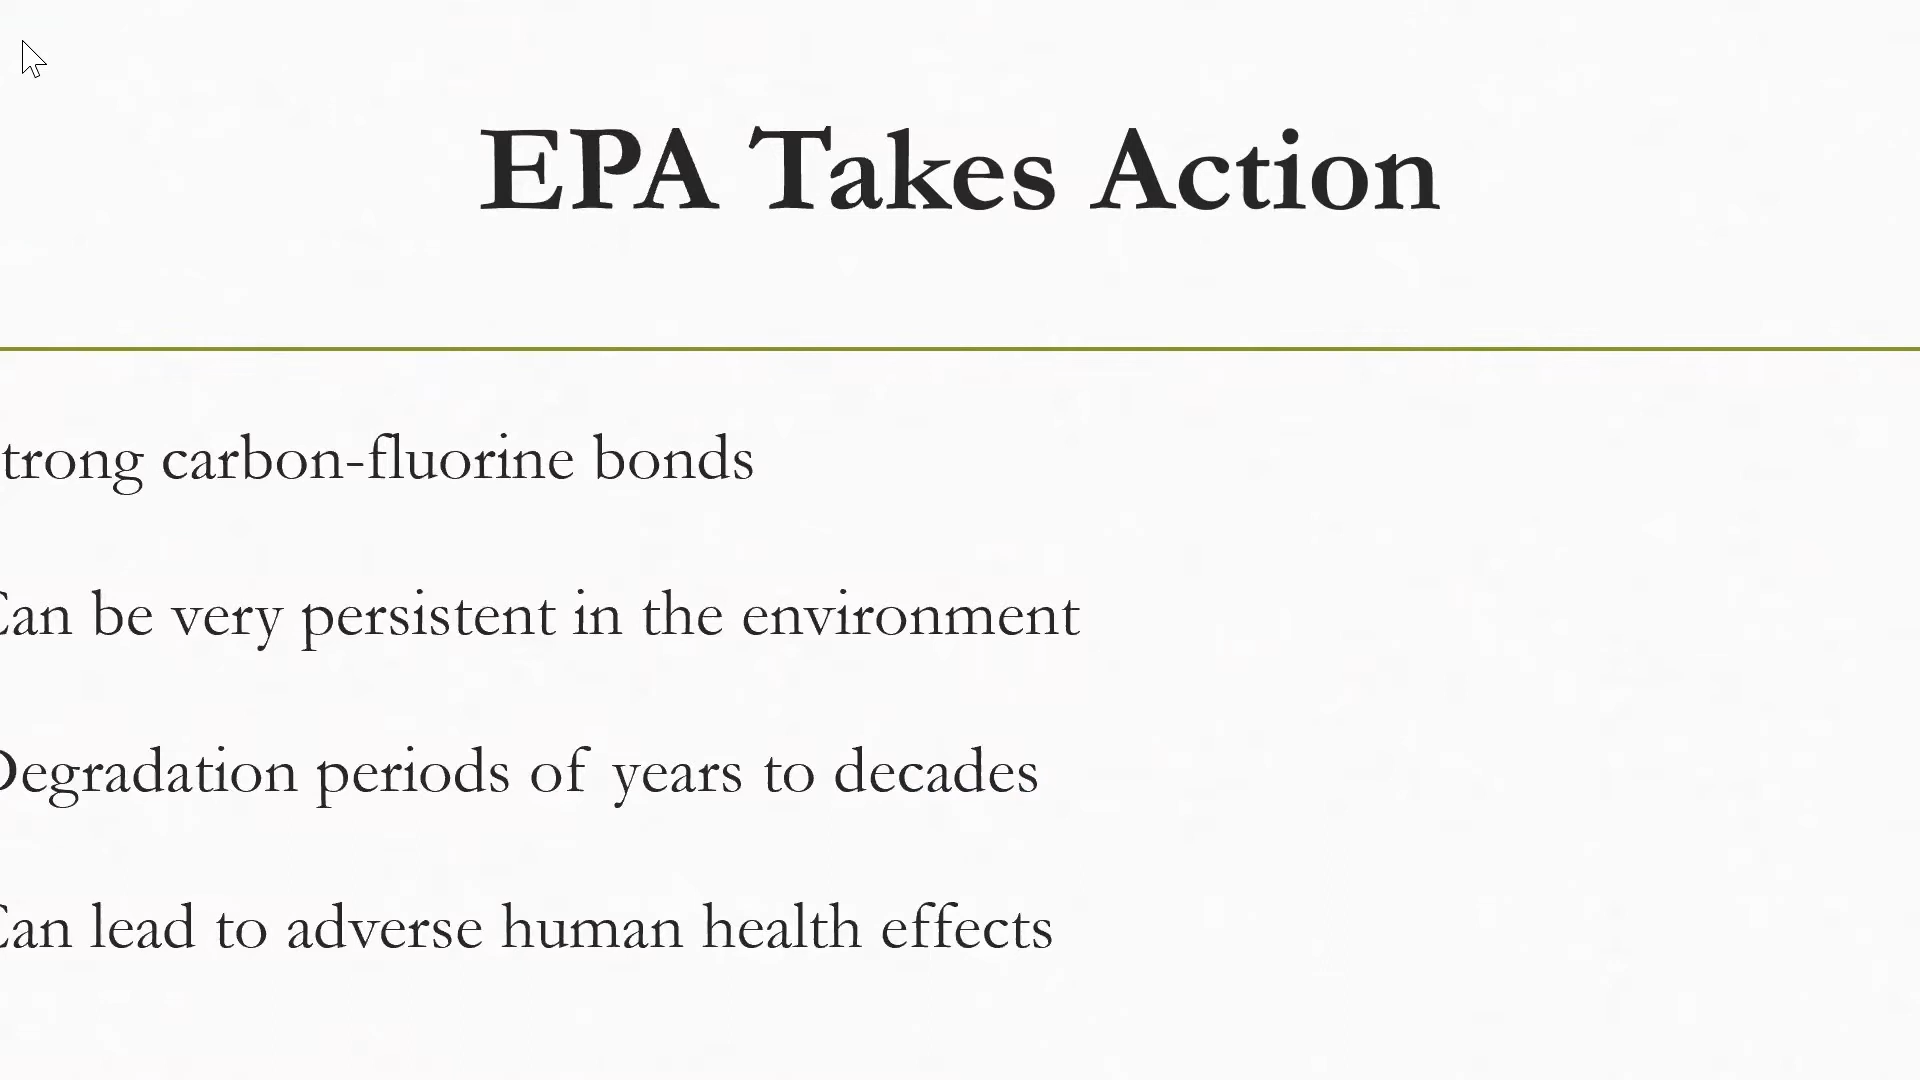 EPA Takes Action
trong carbon-fluorine bonds
Can be very persistent in the environment
Degradation periods of years to decades
Can lead to adverse human health effects